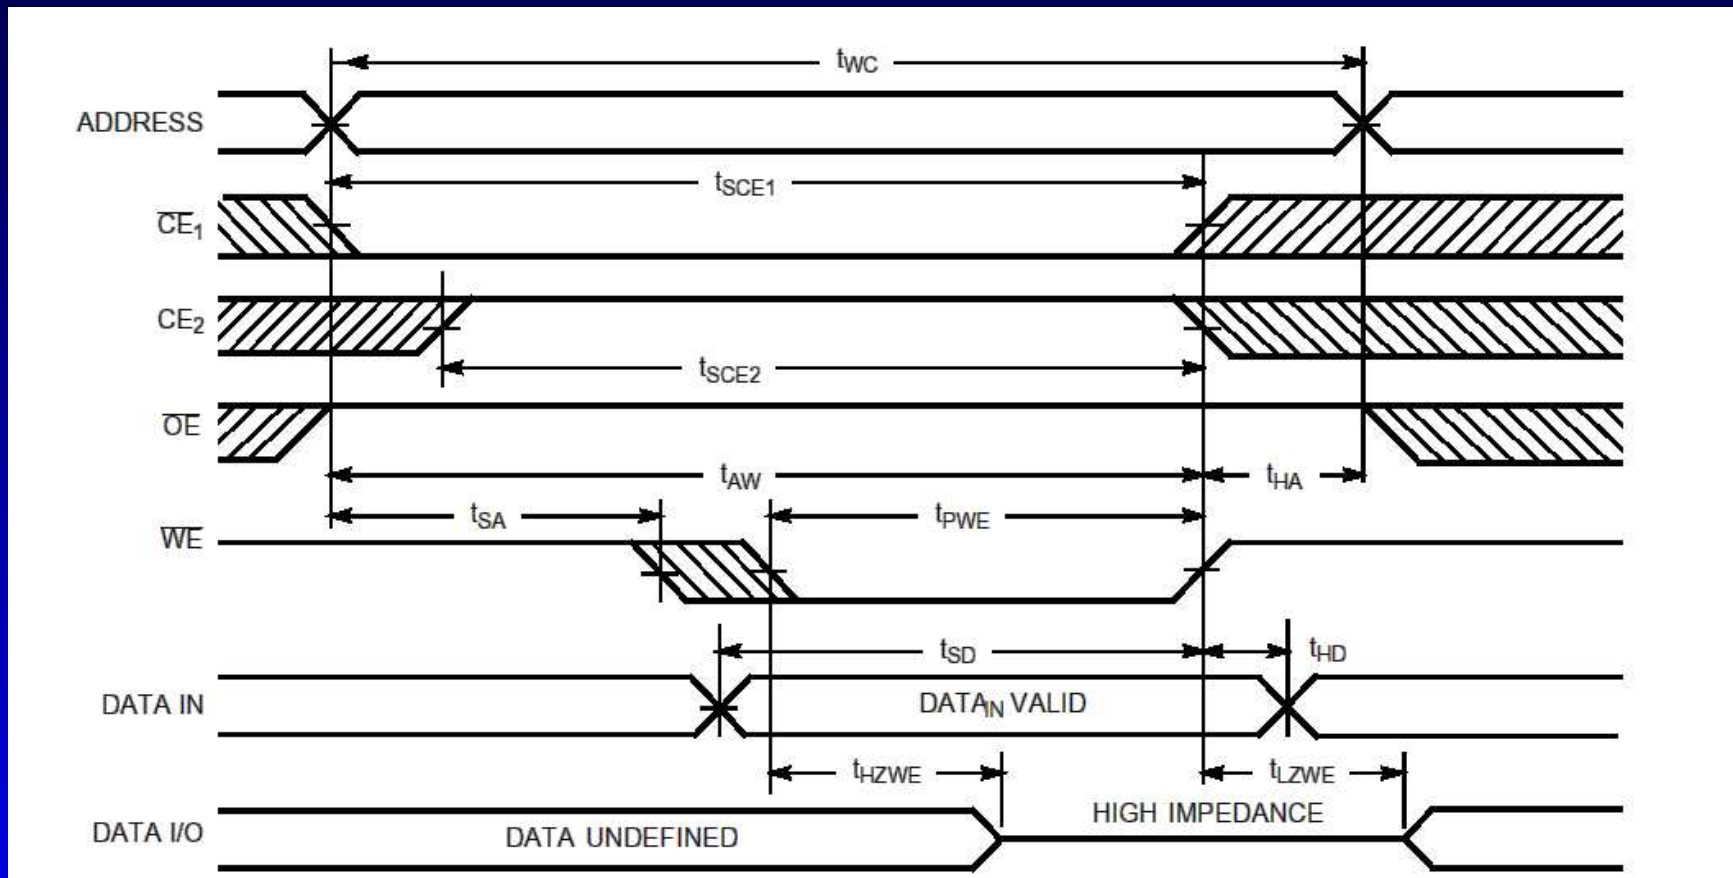 tWC
ADDRESS
tSCE1
CE1
CE2
tSCE2
OE
tAW
tHA
tSA
tPWE
WE
tSD
tHD
DATA IN
DATAIN VALID
tHZWE
tLZWE
HIGH IMPEDANCE
DATA I/O
DATA UNDEFINED